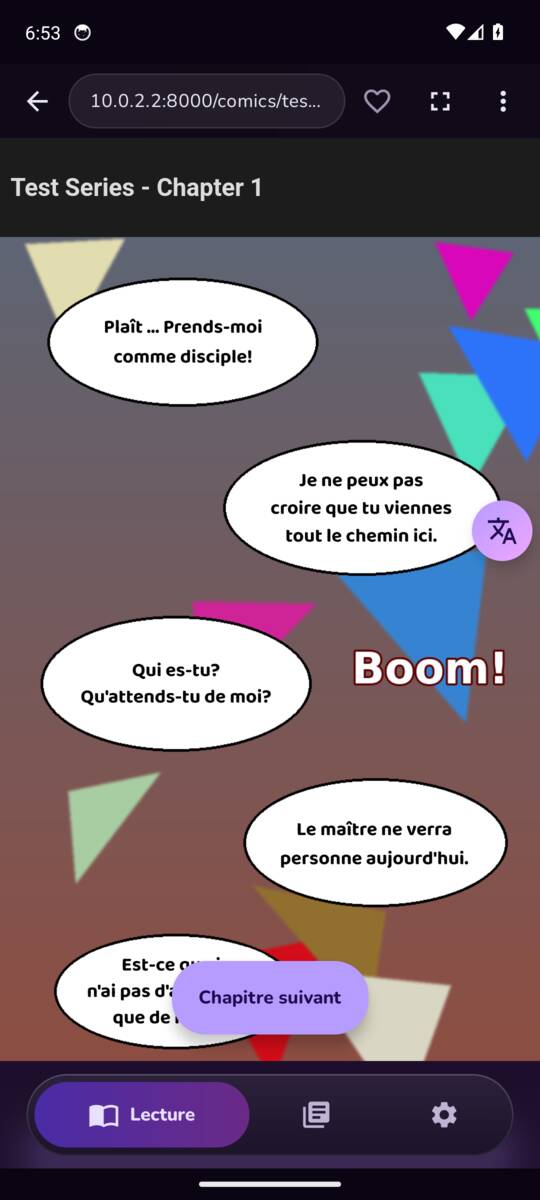 6:53
10.0.2.2:8000/comics/tes...
Test Series - Chapter 1
Plaît ... Prends-moi
comme disciple!
Je ne peux pas
croire que tu viennes
tout le chemin ici.
Qui es-tu?
Qu'attends-tu de moi?
Boom!
Le maître ne verra
personne aujourd'hui.
Est-ce
n'ai pas
que de
Chapitre suivant
Lecture